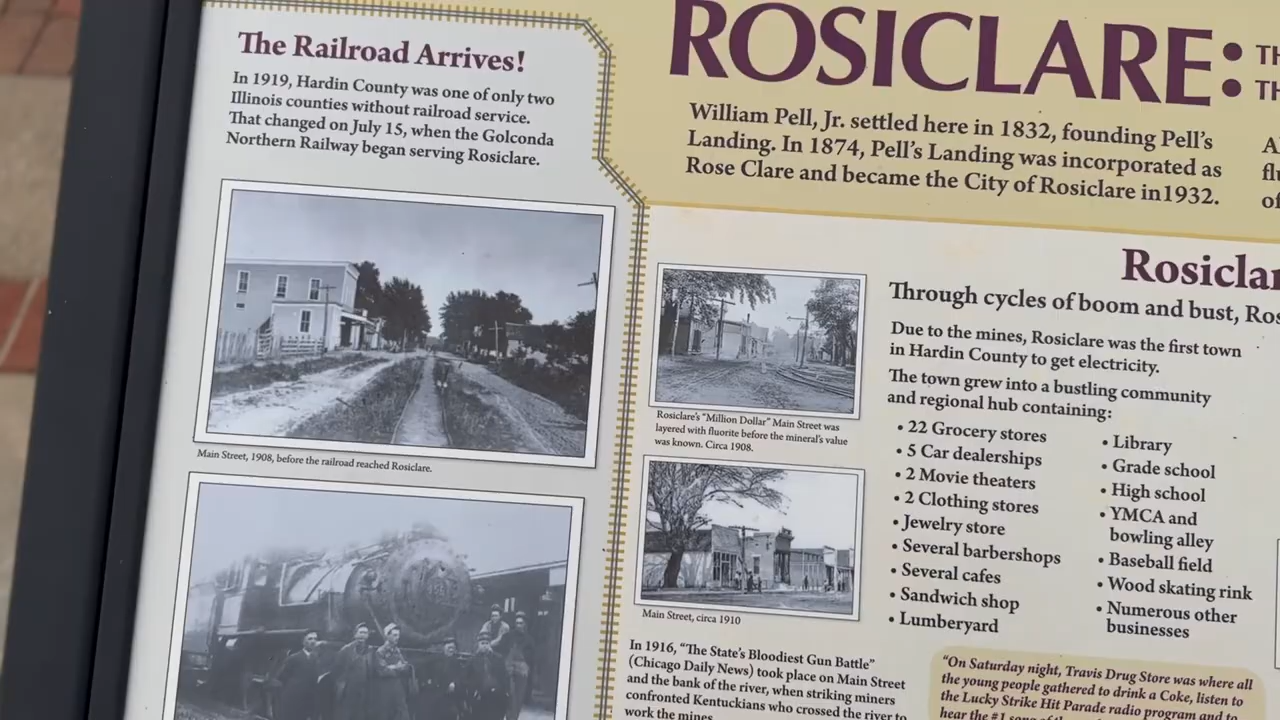 The Railroad Arrives!
In 1919, Hardin County was one of only two
Illinois counties without railroad service.
That changed on July 15, when the Golconda
Northern Railway began serving Rosiclare.
Main Street, 1908, before the railroad reached Rosiclare.
ROSICLARE:
William Pell, Jr. settled here in 1832, founding Pell's
Landing. In 1874, Pell's Landing was incorporated as
Rose Clare and became the City of Rosiclare in1932.
Rosiclare's "Million Dollar" Main Street was
layered with fluorite before the mineral's value
was known. Circa 1908.
Main Street, circa 1910
In 1916, "The State's Bloodiest Gun Battle"
(Chicago Daily News) took place on Main Street
and the bank of the river, when striking miners
confronted Kentuckians who crossed the river to
work the mines.
Through cycles of boom and bust,
Due to the mines, Rosiclare was the first town
in Hardin County to get electricity.
The town grew into a bustling community
and regional hub containing:
• 22 Grocery stores
• 5 Car dealerships
• 2 Movie theaters
• 2 Clothing stores
• Jewelry store
• Several barbershops
• Several cafes
• Sandwich shop
• Lumberyard
• Library
• Grade school
• High school
• YMCA and
bowling alley
• Baseball field
• Wood skating rink
• Numerous other
businesses
"On Saturday night, Travis Drug Store was where all
the young people gathered to drink a Coke, listen to
the Lucky Strike Hit Parade radio program and to
hear the #1 song